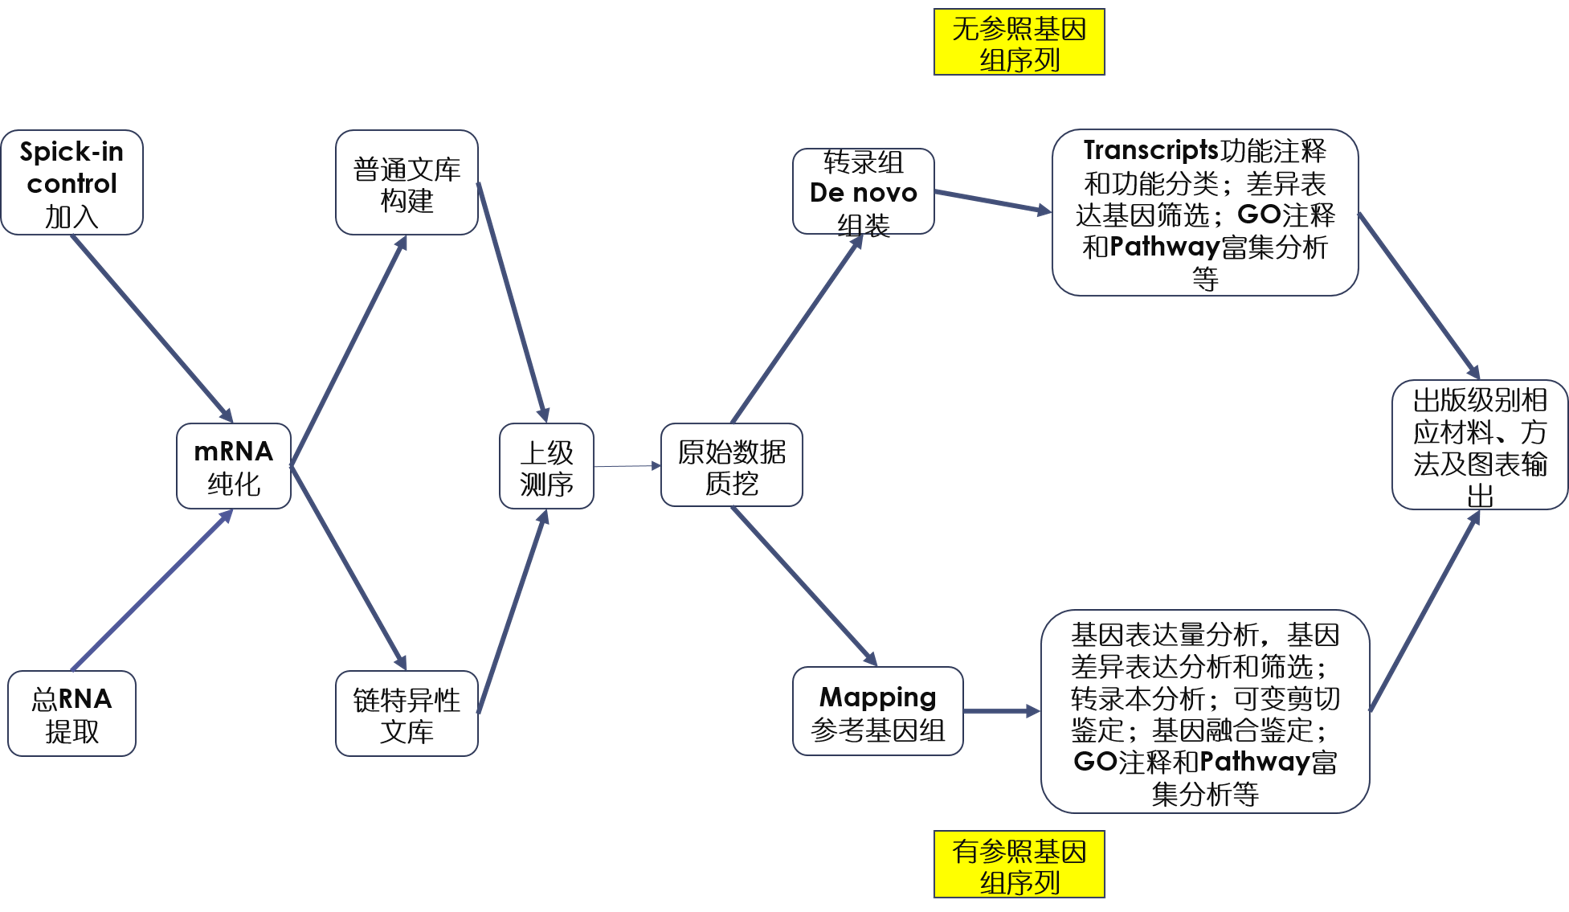 无参照基因
组序列
Spick-in
control
加入
普通文库
构建
转录组
De novo
组装
Transcripts功能注释
和功能分类；差异表
达基因筛选；GO注释
和Pathway富集分析
等
mRNA
纯化
上级
测序
原始数据
质挖
出版级别相
应材料、方
法及图表输
出
总RNA
提取
链特异性
文库
Mapping
参考基因组
基因表达量分析，基因
差异表达分析和筛选；
转录本分析；可变剪切
鉴定；基因融合鉴定；
GO注释和Pathway富
集分析等
有参照基因
组序列